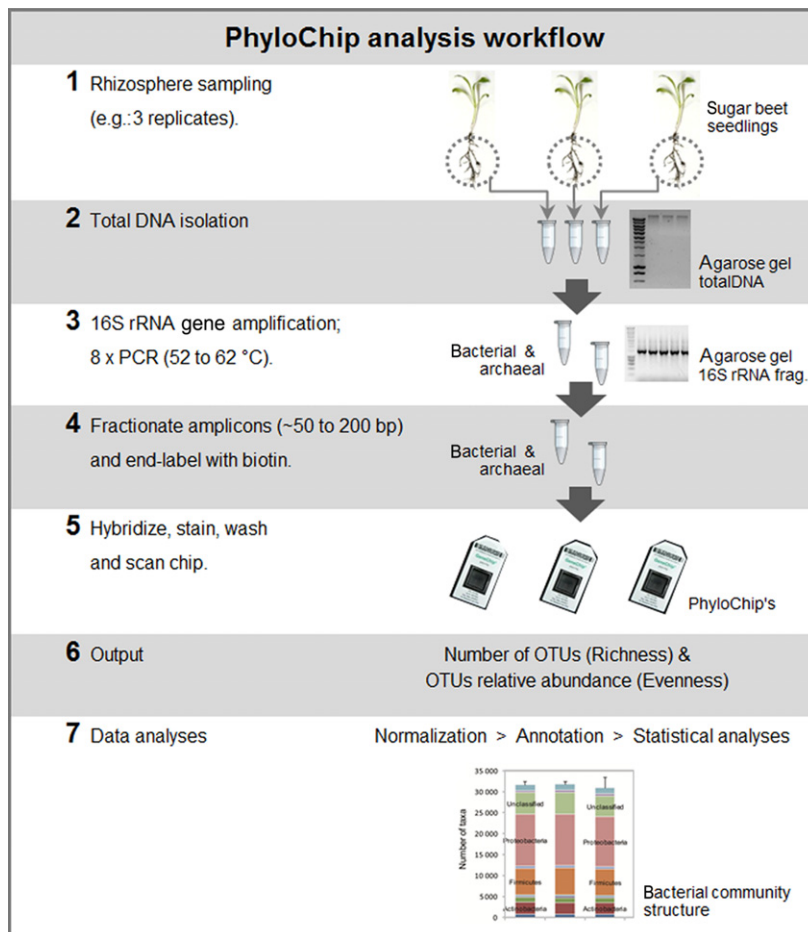 PhyloChip analysis workflow
1 Rhizosphere sampling
(e.g.:3 replicates).
Sugar beet
seedlings
2 Total DNA isolation
Agarose gel
totalDNA
3 16S rRNA gene amplification;
8 x PCR (52 to 62 °C).
Bacterial &
archaeal
Agarose gel
16S rRNA frag.
4 Fractionate amplicons (~50 to 200 bp)
and end-label with biotin.
Bacterial &
archaeal
5 Hybridize, stain, wash
and scan chip.
PhyloChip's
6 Output
Number of OTUs (Richness) &
OTUs relative abundance (Evenness)
7 Data analyses
Normalization > Annotation > Statistical analyses
Number of taxa
35 000
30 000
25 000
20 000
15 000
10 000
5 000
0
Unclassified
Proteobacteria
Firmicutes
Actinobacteria
Unclassified
Proteobacteria
Firmicutes
Actinobacteria
Bacterial community
structure